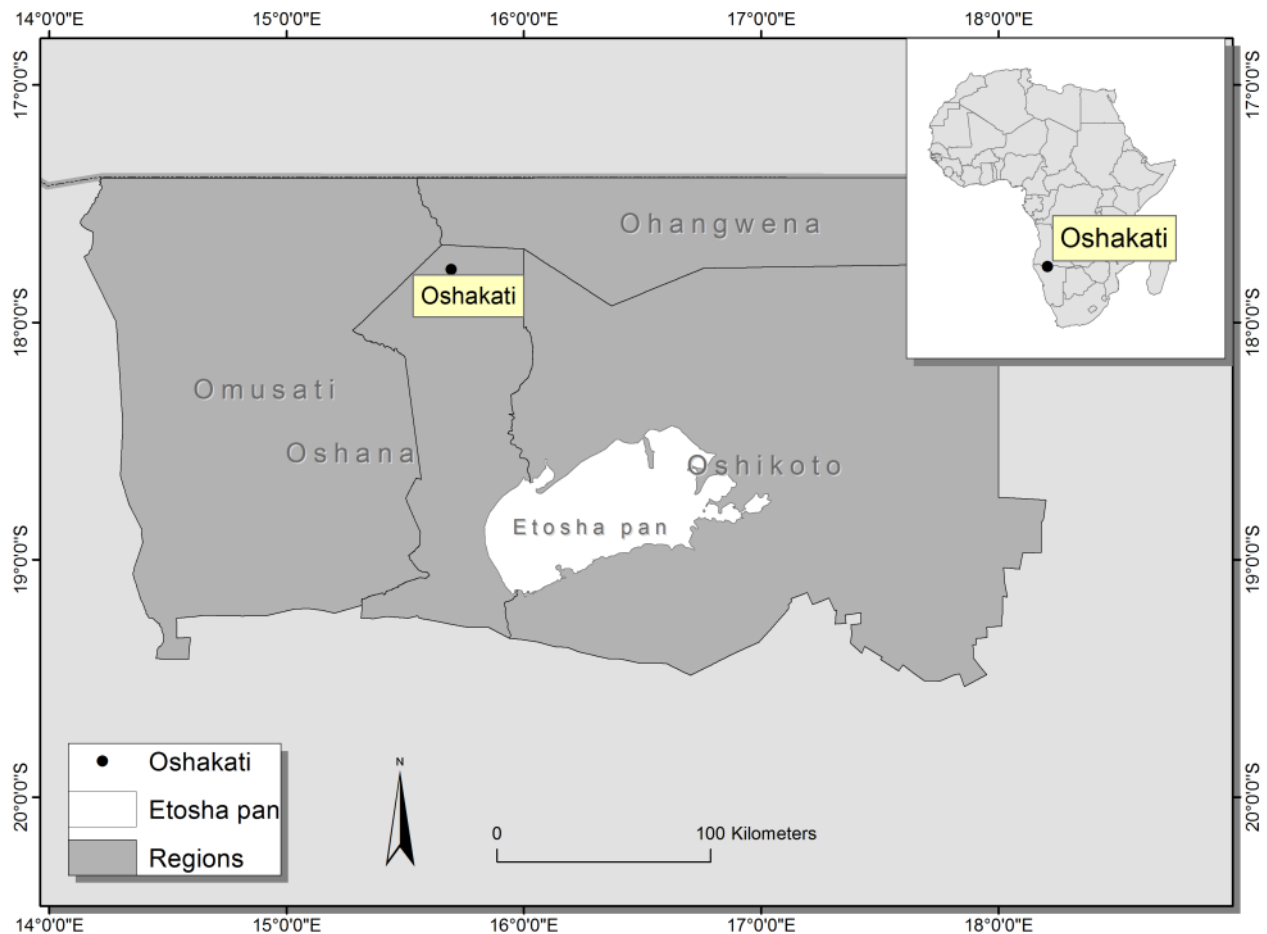 14°0'0"E
15°0'0"E
16°0'0"E
17°0'0"E
18°0'0"E
17°0'0"S
17°0'0"S
Oshakati
Ohangwena
Oshakati
18°0'0"S
18°0'0"S
Omusati
Oshana
Oshikoto
Etosha pan
19°0'0"S
19°0'0"S
Oshakati
Etosha pan
Regions
N
0
100 Kilometers
20°0'0"S
20°0'0"S
14°0'0"E
15°0'0"E
16°0'0"E
17°0'0"E
18°0'0"E